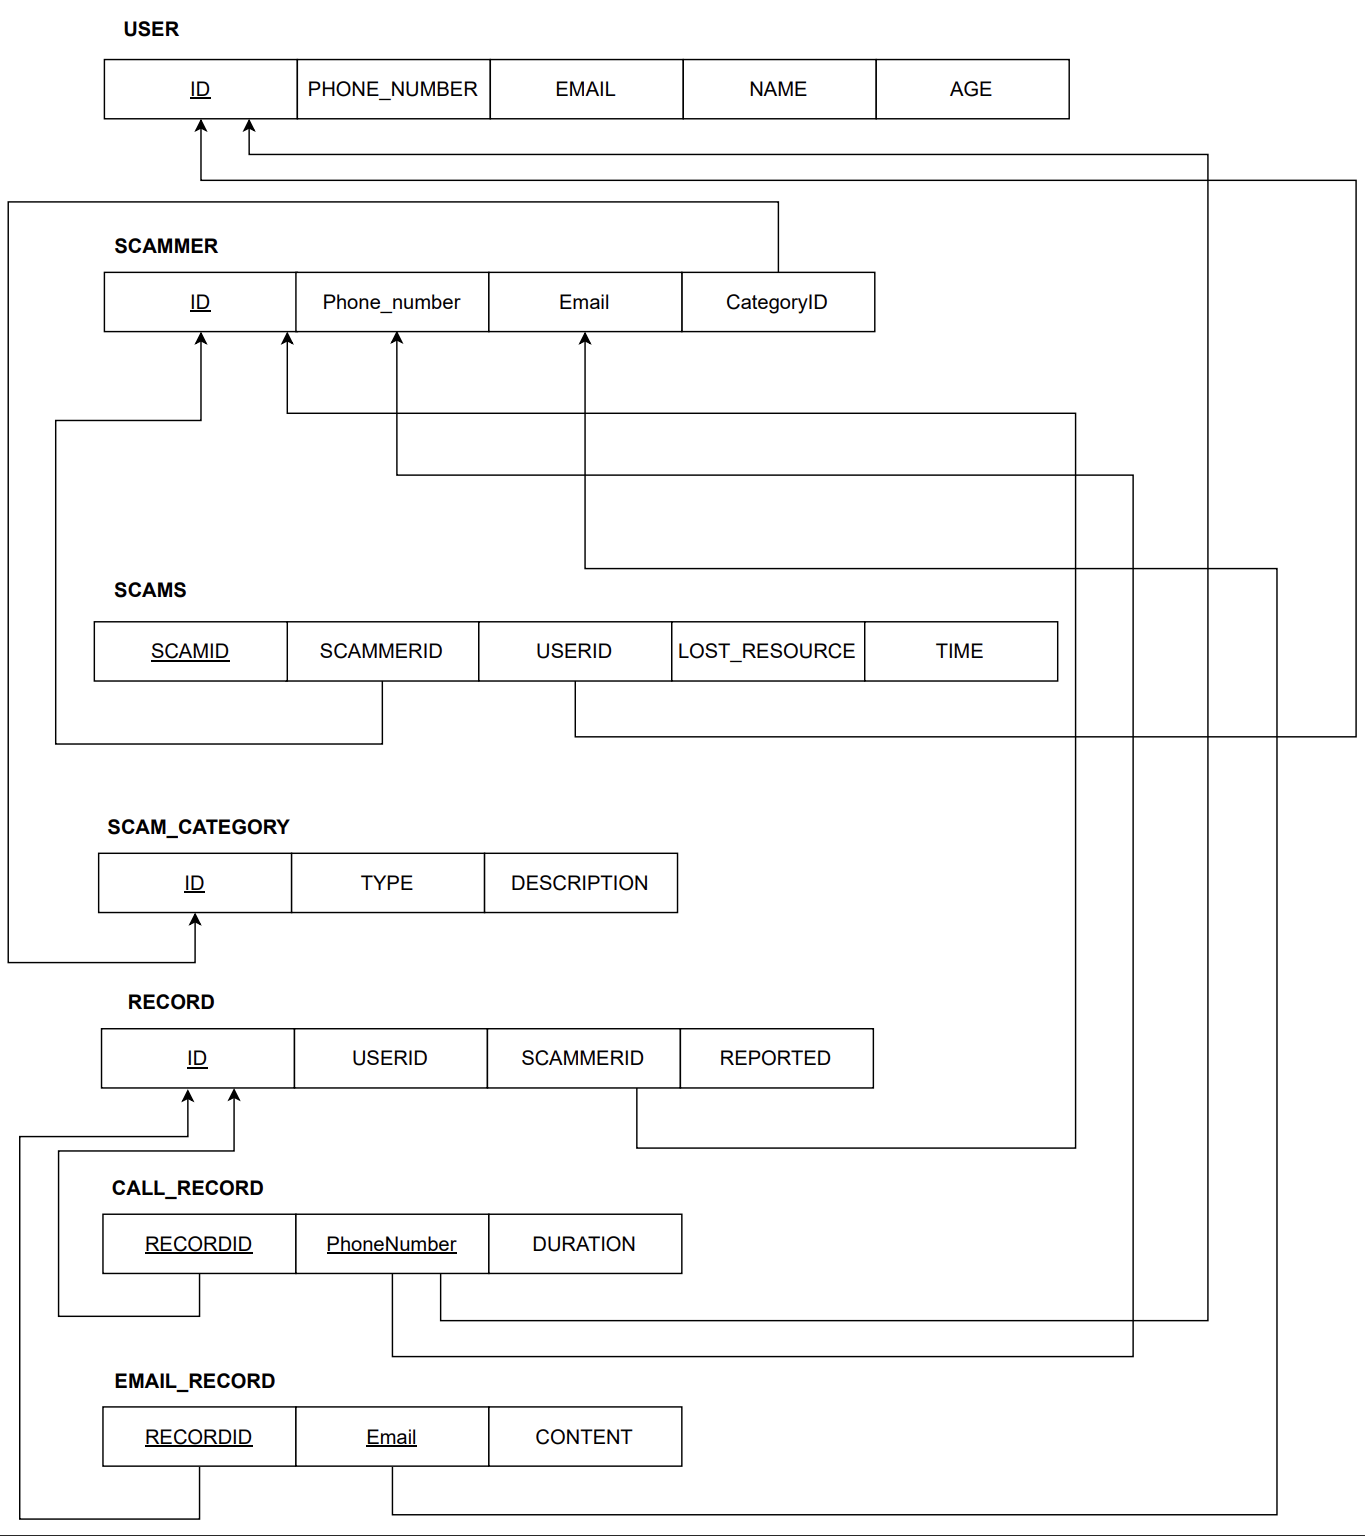 USER
ID PHONE_NUMBER EMAIL NAME AGE
SCAMMER
ID Phone_number Email CategoryID
SCAMS
SCAMID SCAMMERID USERID LOST_RESOURCE TIME
SCAM_CATEGORY
ID TYPE DESCRIPTION
RECORD
ID USERID SCAMMERID REPORTED
CALL_RECORD
RECORDID PhoneNumber DURATION
EMAIL_RECORD
RECORDID Email CONTENT